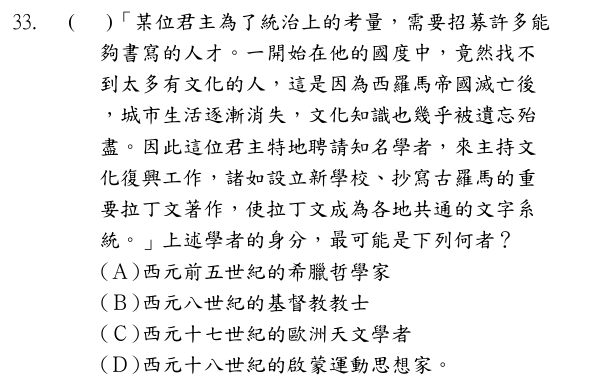 33. ( )「某位君主為了統治上的考量,需要招募許多能
夠書寫的人才。一開始在他的國度中,竟然找不
到太多有文化的人,這是因為西羅馬帝國滅亡後
,城市生活逐漸消失,文化知識也幾乎被遺忘殆
盡。因此這位君主特地聘請知名學者,來主持文
化復興工作,諸如設立新學校、抄寫古羅馬的重
要拉丁文著作,使拉丁文成為各地共通的文字系
統。」上述學者的身分,最可能是下列何者?
(A)西元前五世紀的希臘哲學家
(B)西元八世紀的基督教教士
(C)西元十七世紀的歐洲天文學者
(D)西元十八世紀的啟蒙運動思想家。